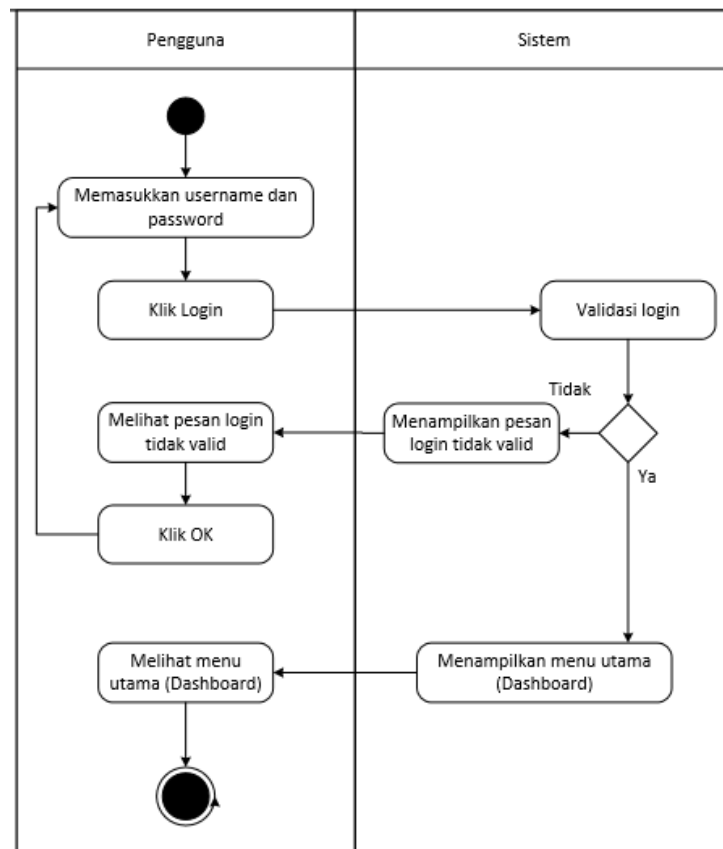 Pengguna
Sistem
Memasukkan username dan
password
Klik Login
Validasi login
Tidak
Melihat pesan login
tidak valid
Menampilkan pesan
login tidak valid
Ya
Klik OK
Melihat menu
utama (Dashboard)
Menampilkan menu utama
(Dashboard)